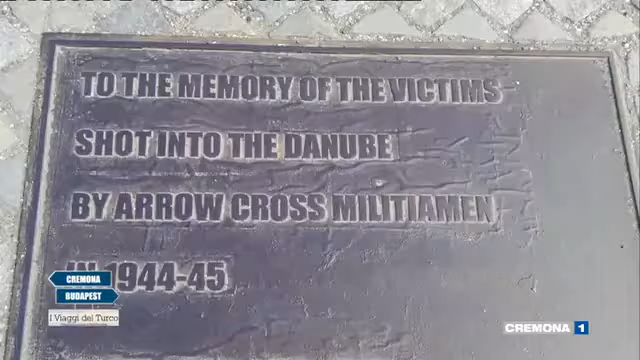 TO THE MEMORY OF THE VICTIMS
SHOT INTO THE DANUBE
BY ARROW CROSS MILITIAMEN
IN 1944-45
CREMONA
BUDAPEST
I Viaggi del Turco
CREMONA 1